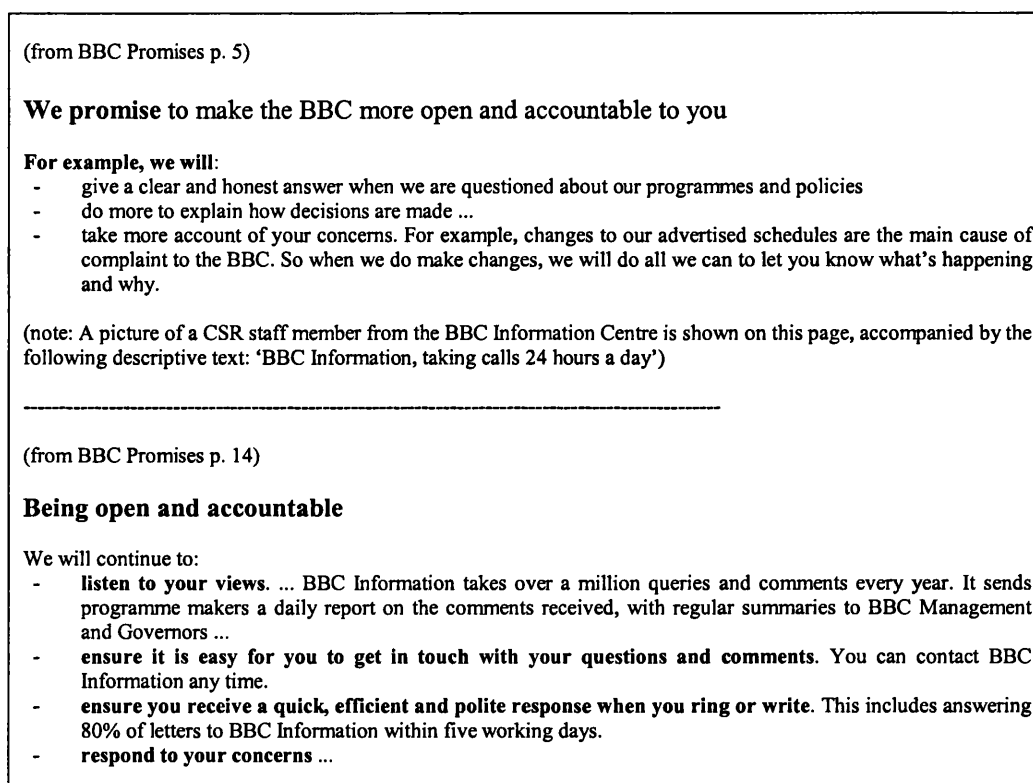 (from BBC Promises p. 5)
We promise to make the BBC more open and accountable to you
For example, we will:
- give a clear and honest answer when we are questioned about our programmes and policies
- do more to explain how decisions are made ...
- take more account of your concerns. For example, changes to our advertised schedules are the main cause of
complaint to the BBC. So when we do make changes, we will do all we can to let you know what's happening
and why.
(note: A picture of a CSR staff member from the BBC Information Centre is shown on this page, accompanied by the
following descriptive text: 'BBC Information, taking calls 24 hours a day')
(from BBC Promises p. 14)
Being open and accountable
We will continue to:
- listen to your views. ... BBC Information takes over a million queries and comments every year. It sends
programme makers a daily report on the comments received, with regular summaries to BBC Management
and Governors ...
- ensure it is easy for you to get in touch with your questions and comments. You can contact BBC
Information any time.
- ensure you receive a quick, efficient and polite response when you ring or write. This includes answering
80% of letters to BBC Information within five working days.
- respond to your concerns ...